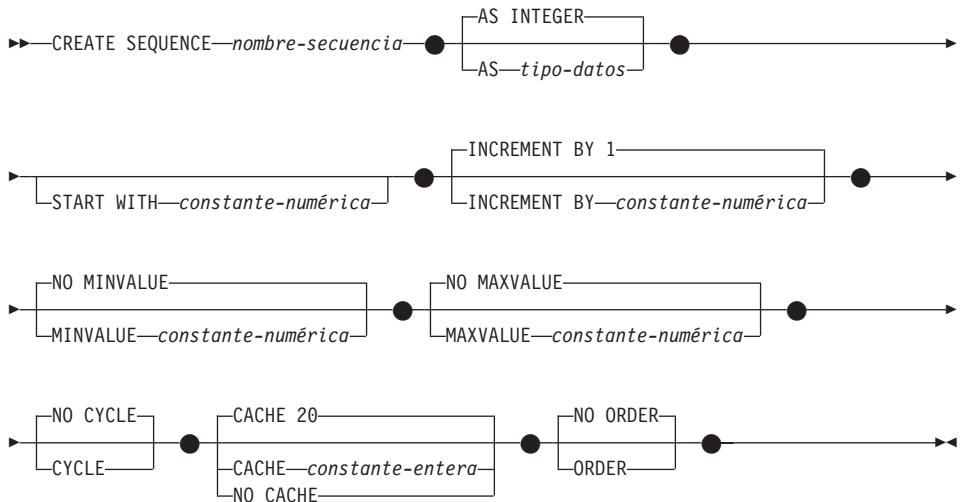 AS INTEGER
CREATE SEQUENCE nombre-secuencia
AS tipo-datos
INCREMENT BY 1
START WITH constante-numérica
INCREMENT BY constante-numérica
NO MINVALUE
NO MAXVALUE
MINVALUE constante-numérica
MAXVALUE constante-numérica
NO CYCLE
CACHE 20
NO ORDER
CYCLE
CACHE constante-entera
ORDER
NO CACHE